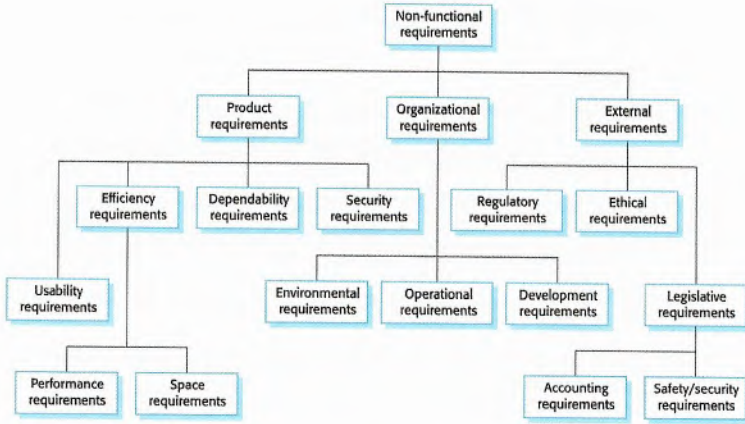 Non-functional
requirements
Product
requirements
Organizational
requirements
External
requirements
Efficiency
requirements
Dependability
requirements
Security
requirements
Regulatory
requirements
Ethical
requirements
Usability
requirements
Environmental
requirements
Operational
requirements
Development
requirements
Legislative
requirements
Performance
requirements
Space
requirements
Accounting
requirements
Safety/security
requirements